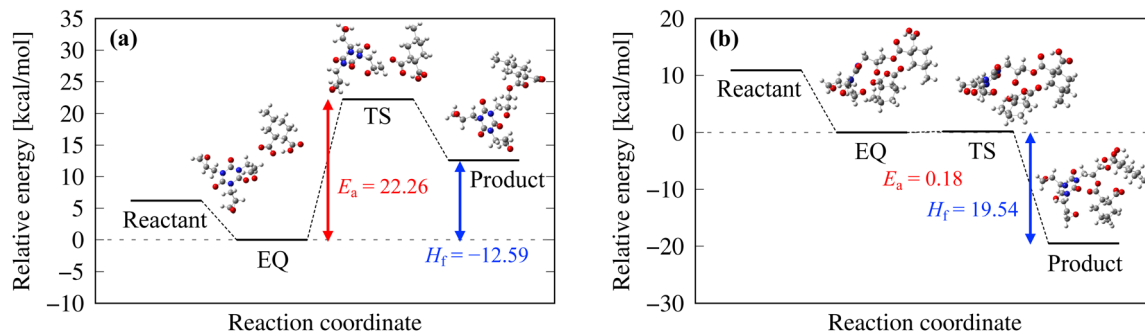 (a)
Relative energy [kcal/mol]
35
30
25
20
15
10
5
0
−5
−10
Reactant
EQ
TS
Product
Eₐ = 22.26
H_f = −12.59
Reaction coordinate
(b)
Relative energy [kcal/mol]
20
10
0
−10
−20
−30
Reactant
EQ
TS
Eₐ = 0.18
H_f = 19.54
Product
Reaction coordinate